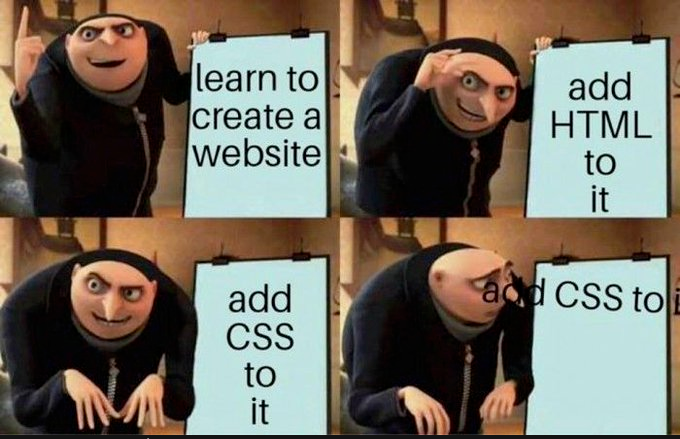 learn to
create a
website
add
HTML
to
it
add
CSS
to
it
add CSS to i